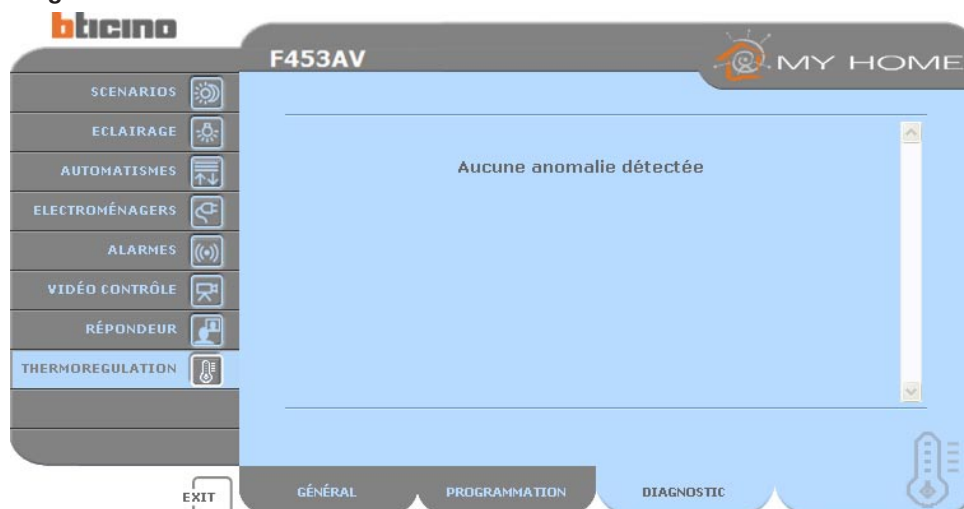 bticino
F453AV
MY HOME
SCENARIOS
ECLAIRAGE
AUTOMATISMES
ELECTROMÉNAGERS
ALARMES
VIDÉO CONTRÔLE
RÉPONDEUR
THERMOREGULATION
Aucune anomalie détectée
EXIT
GÉNÉRAL
PROGRAMMATION
DIAGNOSTIC